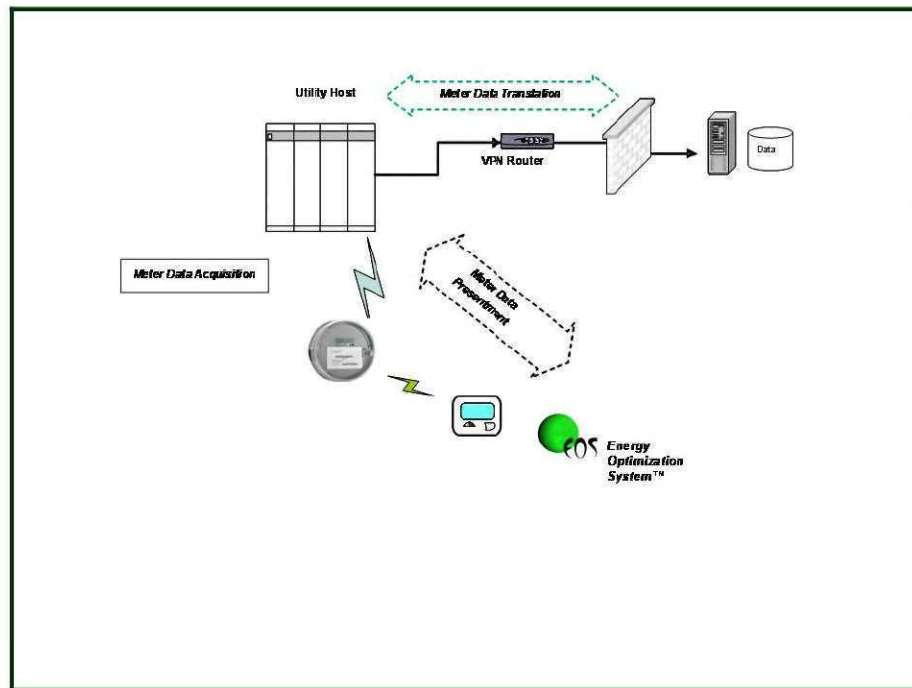 Utility Host
Meter Data Translation
VPN Router
Data
Meter Data Acquisition
Meter Data
Presentment
EOS
Energy
Optimization
System™